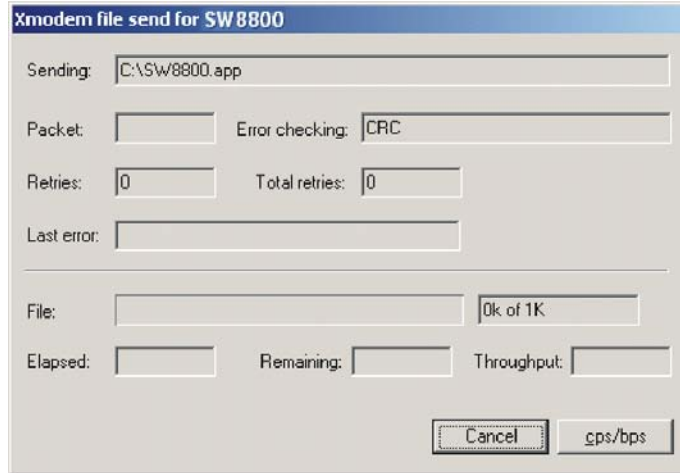 Xmodem file send for SW8800
Sending: C:\SW8800.app
Packet: Error checking: CRC
Retries: 0 Total retries: 0
Last error:
File: 0k of 1K
Elapsed: Remaining: Throughput:
Cancel cps/bps